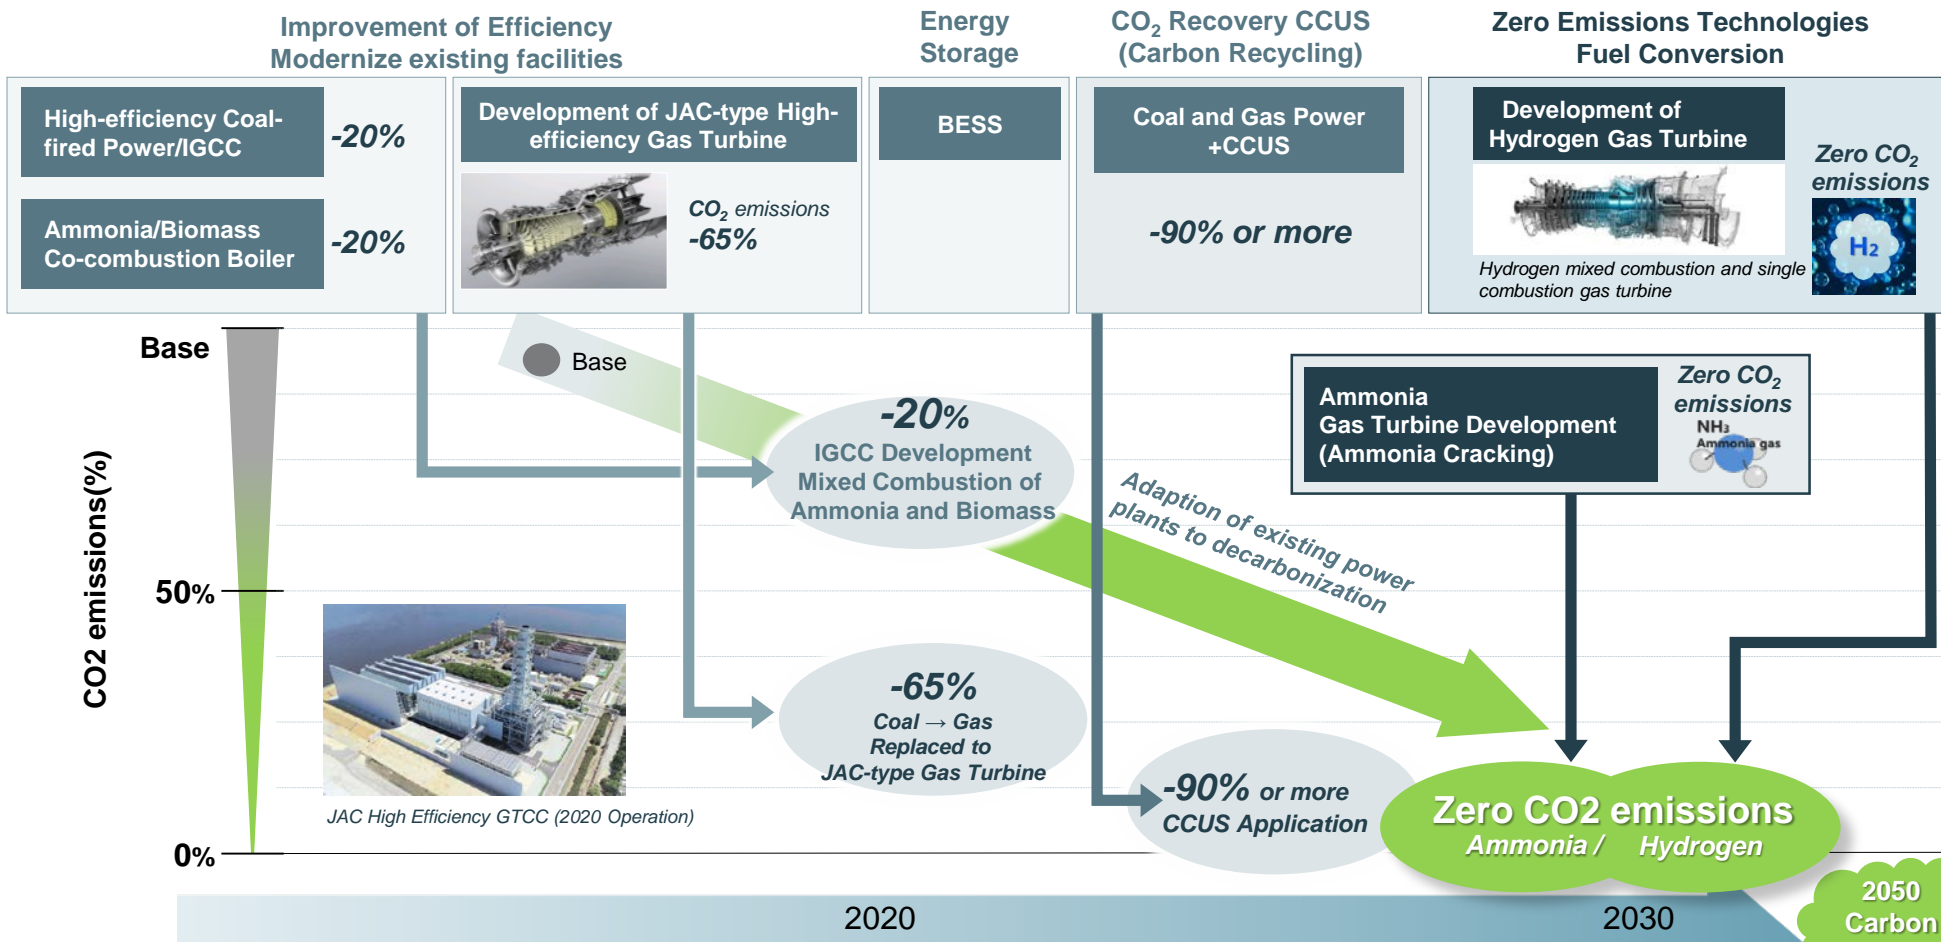 Improvement of Efficiency
Modernize existing facilities
Energy
Storage
CO2 Recovery CCUS
(Carbon Recycling)
Zero Emissions Technologies
Fuel Conversion
High-efficiency Coal-
fired Power/IGCC
-20%
Ammonia/Biomass
Co-combustion Boiler
-20%
Development of JAC-type High-
efficiency Gas Turbine
CO2 emissions
-65%
BESS
Coal and Gas Power
+CCUS
-90% or more
Development of
Hydrogen Gas Turbine
Hydrogen mixed combustion and single
combustion gas turbine
Zero CO2
emissions
H2
Base
Base
CO2 emissions(%)
50%
0%
-20%
IGCC Development
Mixed Combustion of
Ammonia and Biomass
Adaption of existing power
plants to decarbonization
Ammonia
Gas Turbine Development
(Ammonia Cracking)
Zero CO2
emissions
NH3
Ammonia gas
JAC High Efficiency GTCC (2020 Operation)
-65%
Coal → Gas
Replaced to
JAC-type Gas Turbine
-90% or more
CCUS Application
Zero CO2 emissions
Ammonia / Hydrogen
2020
2030
2050
Carbon